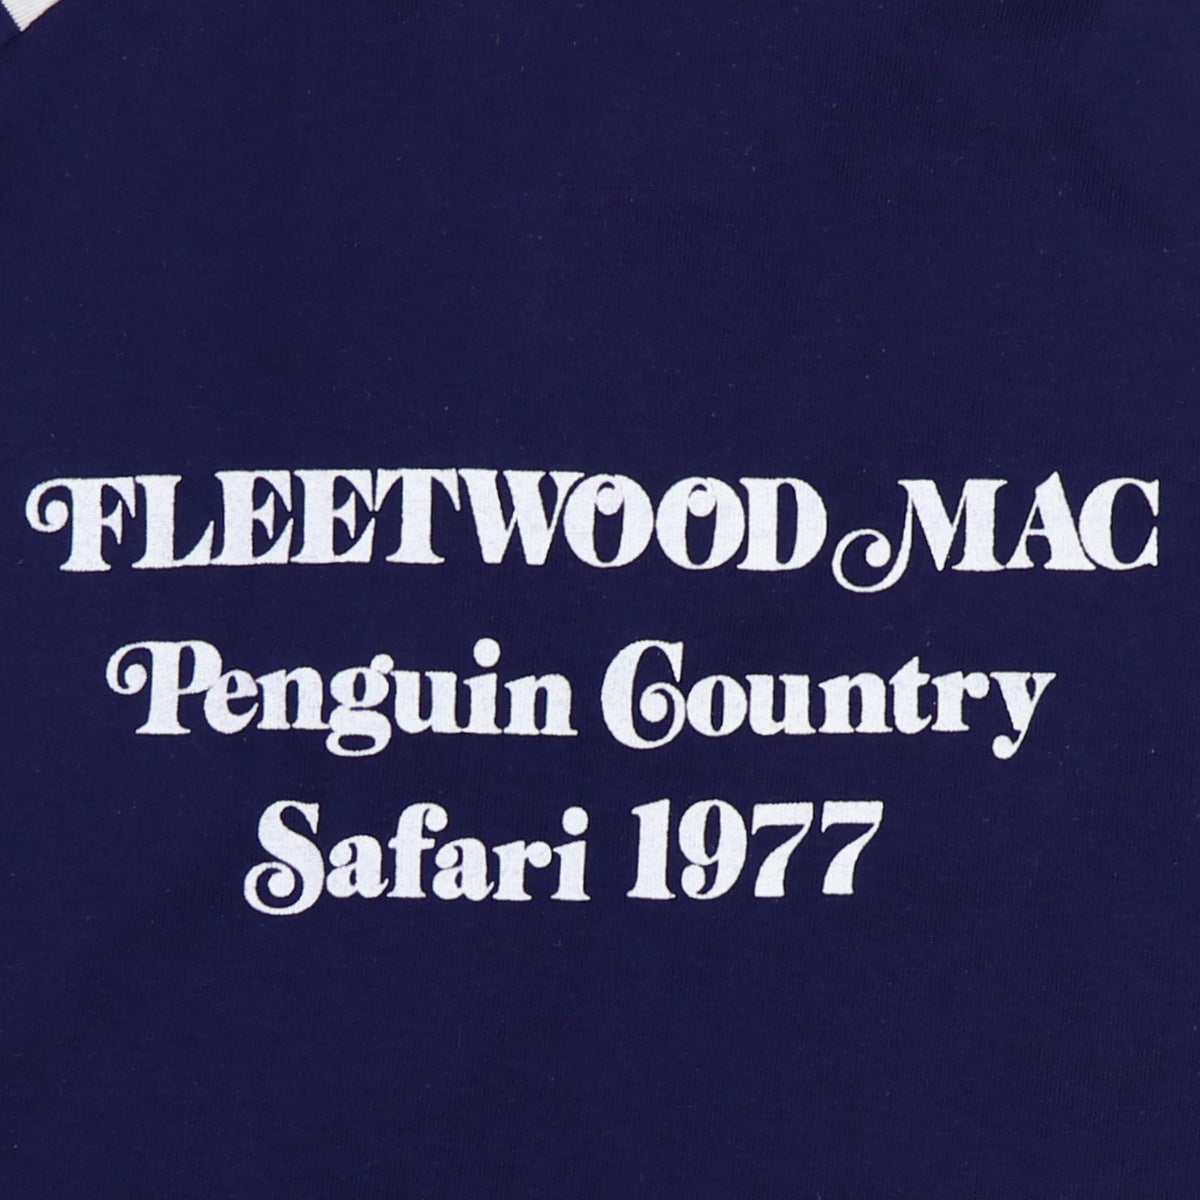 FLEETWOOD MAC
Penguin Country
Safari 1977